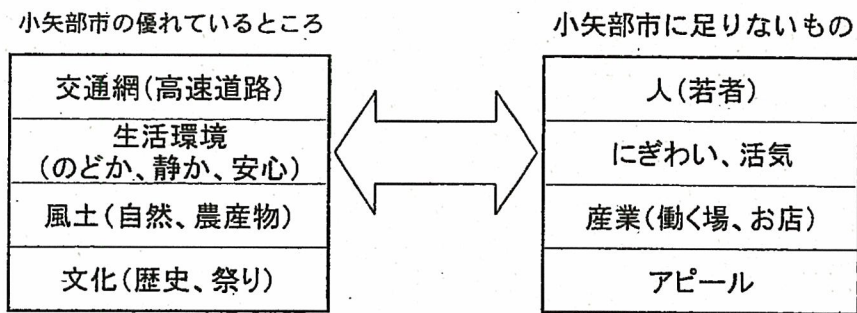 小矢部市の優れているところ
交通網(高速道路)
生活環境
(のどか、静か、安心)
風土(自然、農産物)
文化(歴史、祭り)
小矢部市に足りないもの
人(若者)
にぎわい、活気
産業(働く場、お店)
アピール